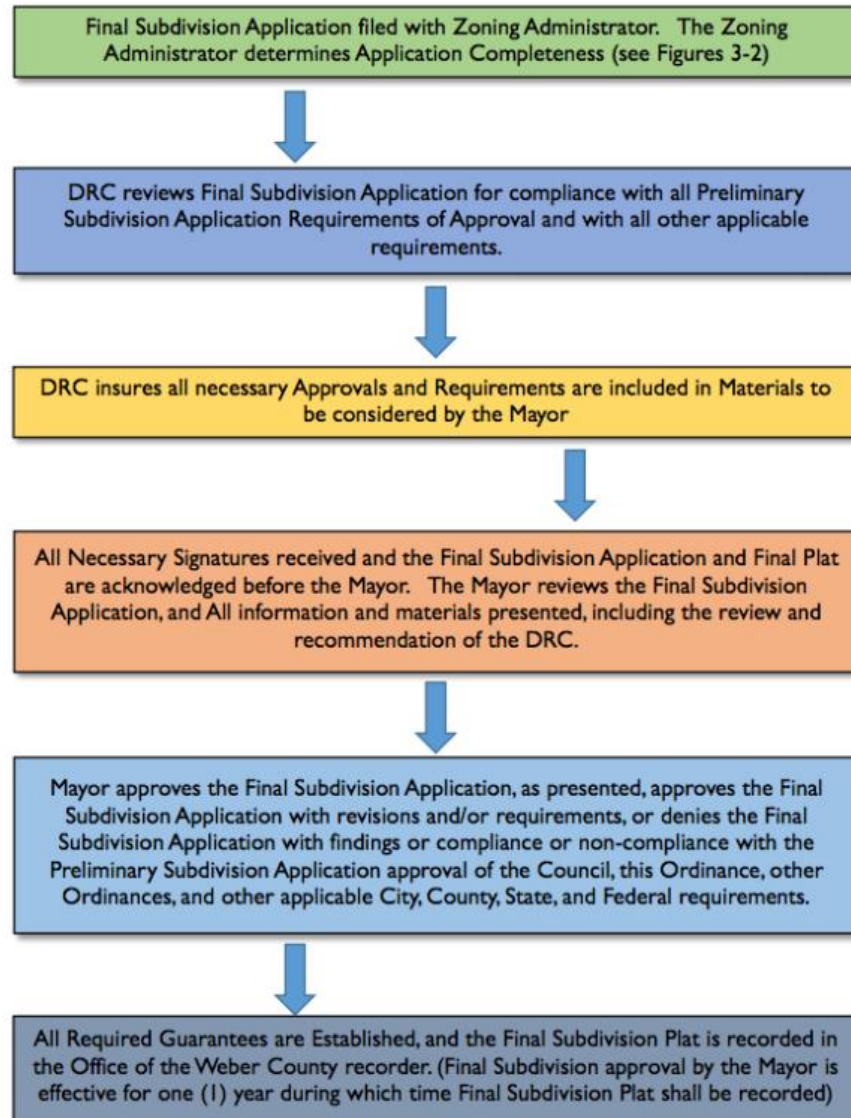 Final Subdivision Application filed with Zoning Administrator. The Zoning
Administrator determines Application Completeness (see Figures 3-2)
DRC reviews Final Subdivision Application for compliance with all Preliminary
Subdivision Application Requirements of Approval and with all other applicable
requirements.
DRC insures all necessary Approvals and Requirements are included in Materials to
be considered by the Mayor
All Necessary Signatures received and the Final Subdivision Application and Final Plat
are acknowledged before the Mayor. The Mayor reviews the Final Subdivision
Application, and All information and materials presented, including the review and
recommendation of the DRC.
Mayor approves the Final Subdivision Application, as presented, approves the Final
Subdivision Application with revisions and/or requirements, or denies the Final
Subdivision Application with findings or compliance or non-compliance with the
Preliminary Subdivision Application approval of the Council, this Ordinance, other
Ordinances, and other applicable City, County, State, and Federal requirements.
All Required Guarantees are Established, and the Final Subdivision Plat is recorded in
the Office of the Weber County recorder. (Final Subdivision approval by the Mayor is
effective for one (1) year during which time Final Subdivision Plat shall be recorded)